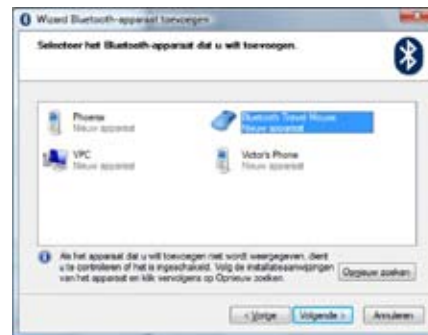 Wizard Bluetooth-apparaat toevoegen
Selecteer het Bluetooth-apparaat dat u wilt toevoegen.
Phoenix
Nieuw apparaat
Bluetooth Travel Mouse
Nieuw apparaat
VPC
Nieuw apparaat
Victor's Phone
Nieuw apparaat
Als het apparaat dat u wilt toevoegen niet wordt weergegeven, dient
u te controleren of het is ingeschakeld. Volg de installatieaanwijzingen
van het apparaat en klik vervolgens op Opnieuw zoeken.
Opnieuw zoeken
< Vorige
Volgende >
Annuleren